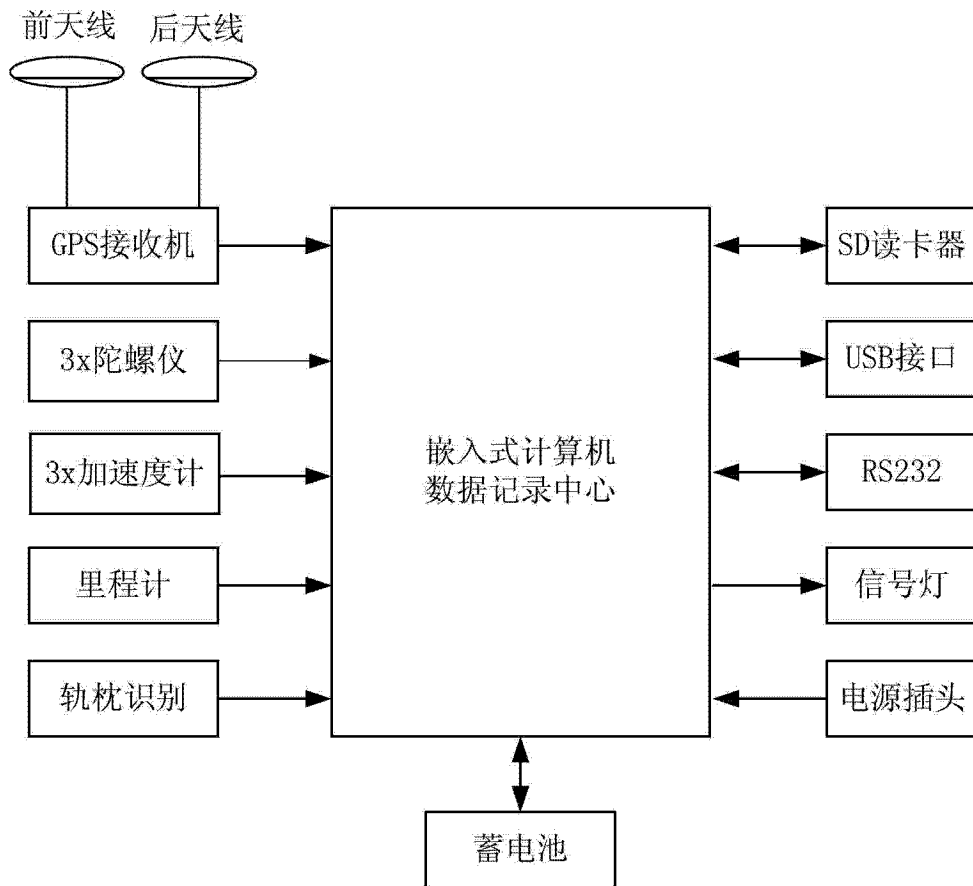 前天线
后天线
GPS接收机
SD读卡器
3x陀螺仪
USB接口
3x加速度计
嵌入式计算机
数据记录中心
RS232
里程计
信号灯
轨枕识别
电源插头
蓄电池